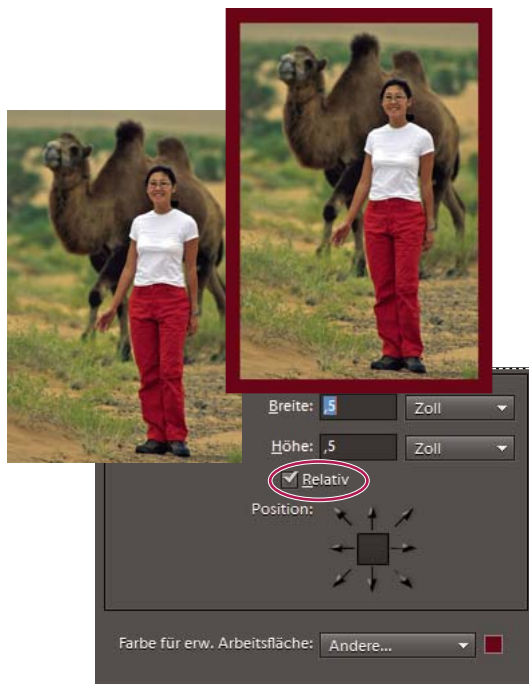 Breite: ,5 Zoll
Höhe: ,5 Zoll
Relativ
Position:
Farbe für erw. Arbeitsfläche: Andere...